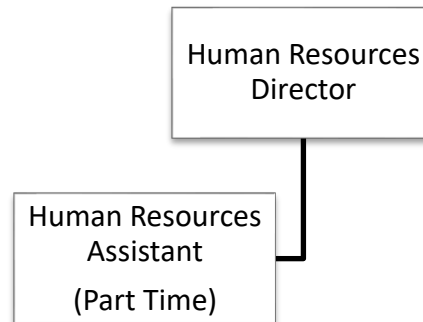 Human Resources
Director
Human Resources
Assistant
(Part Time)